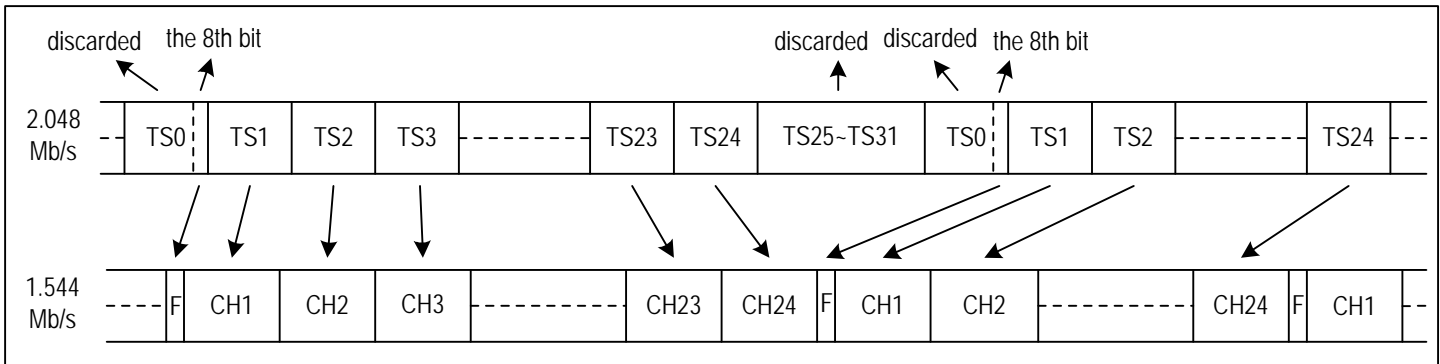 discarded the 8th bit discarded discarded the 8th bit
2.048 Mb/s
TS0 TS1 TS2 TS3 TS23 TS24 TS25~TS31 TS0 TS1 TS2 TS24
1.544 Mb/s
F CH1 CH2 CH3 CH23 CH24 F CH1 CH2 CH24 F CH1